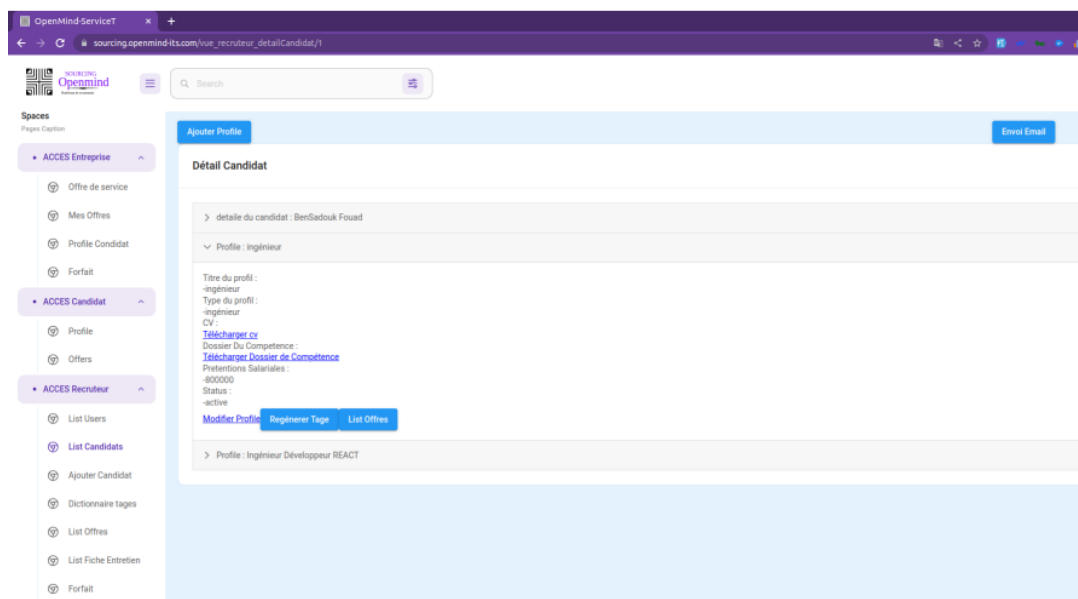 OpenMind-ServiceT × +
sourcing.openmind-its.com/vue_recruteur_detailCandidat/1
SOURCING
Openmind
Search
Spaces
Pages Caption
Ajouter Profile
Envoi Email
ACCES Entreprise
Détail Candidat
Offre de service
Mes Offres
Profile Condidat
Forfait
ACCES Candidat
Profile
Offers
ACCES Recruteur
List Users
List Candidats
Ajouter Candidat
Dictionnaire tages
List Offres
List Fiche Entretien
Forfait
detaile du candidat : BenSadouk Fouad
Profile : ingénieur
Titre du profil :
-ingénieur
Type du profil :
-ingénieur
CV :
Télécharger cv
Dossier Du Competence :
Télécharger Dossier de Compétence
Pretentions Salariales :
-800000
Status :
-active
Modifier Profile Regénerer Tage List Offres
Profile : Ingénieur Développeur REACT